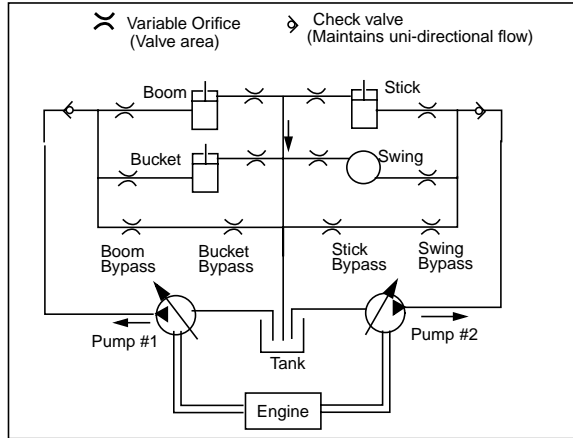 Variable Orifice
(Valve area)
Check valve
(Maintains uni-directional flow)
Boom
Stick
Bucket
Swing
Boom
Bypass
Bucket
Bypass
Stick
Bypass
Swing
Bypass
Pump #1
Pump #2
Tank
Engine